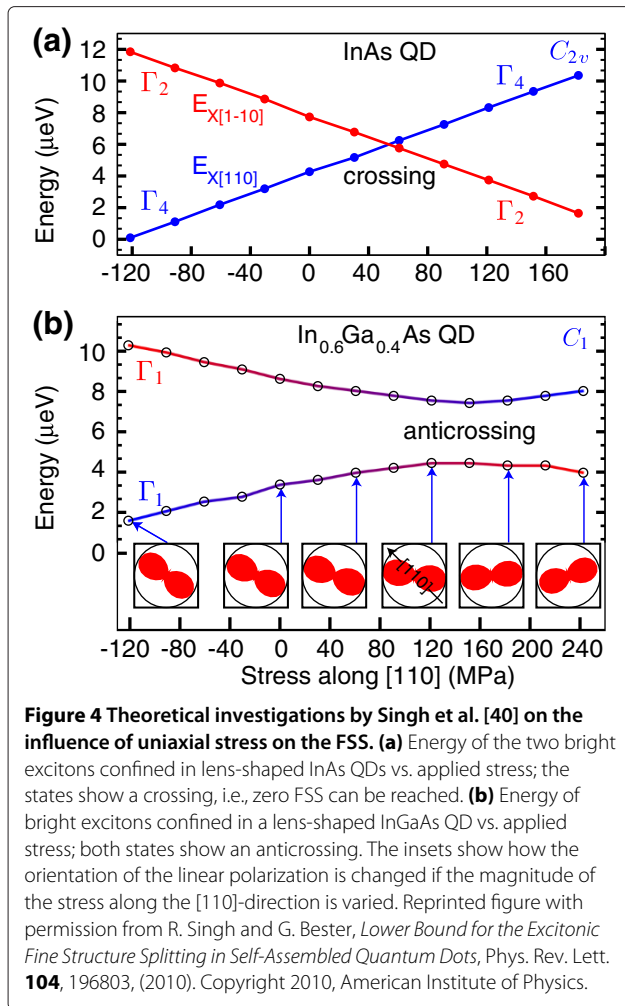 (a)
InAs QD
C₂ᵥ
Γ₂
Γ₄
E_X[1-10]
E_X[110]
crossing
Γ₄
Γ₂
Energy (μeV)
12
10
8
6
4
2
0
-120 -80 -40 0 40 80 120 160
(b)
In₀.₆Ga₀.₄As QD
C₁
Γ₁
anticrossing
Γ₁
Energy (μeV)
10
8
6
4
2
0
[110]
-120 -80 -40 0 40 80 120 160 200 240
Stress along [110] (MPa)
Figure 4 Theoretical investigations by Singh et al. [40] on the
influence of uniaxial stress on the FSS. (a) Energy of the two bright
excitons confined in lens-shaped InAs QDs vs. applied stress; the
states show a crossing, i.e., zero FSS can be reached. (b) Energy of
bright excitons confined in a lens-shaped InGaAs QD vs. applied
stress; both states show an anticrossing. The insets show how the
orientation of the linear polarization is changed if the magnitude of
the stress along the [110]-direction is varied. Reprinted figure with
permission from R. Singh and G. Bester, Lower Bound for the Excitonic
Fine Structure Splitting in Self-Assembled Quantum Dots, Phys. Rev. Lett.
104, 196803, (2010). Copyright 2010, American Institute of Physics.